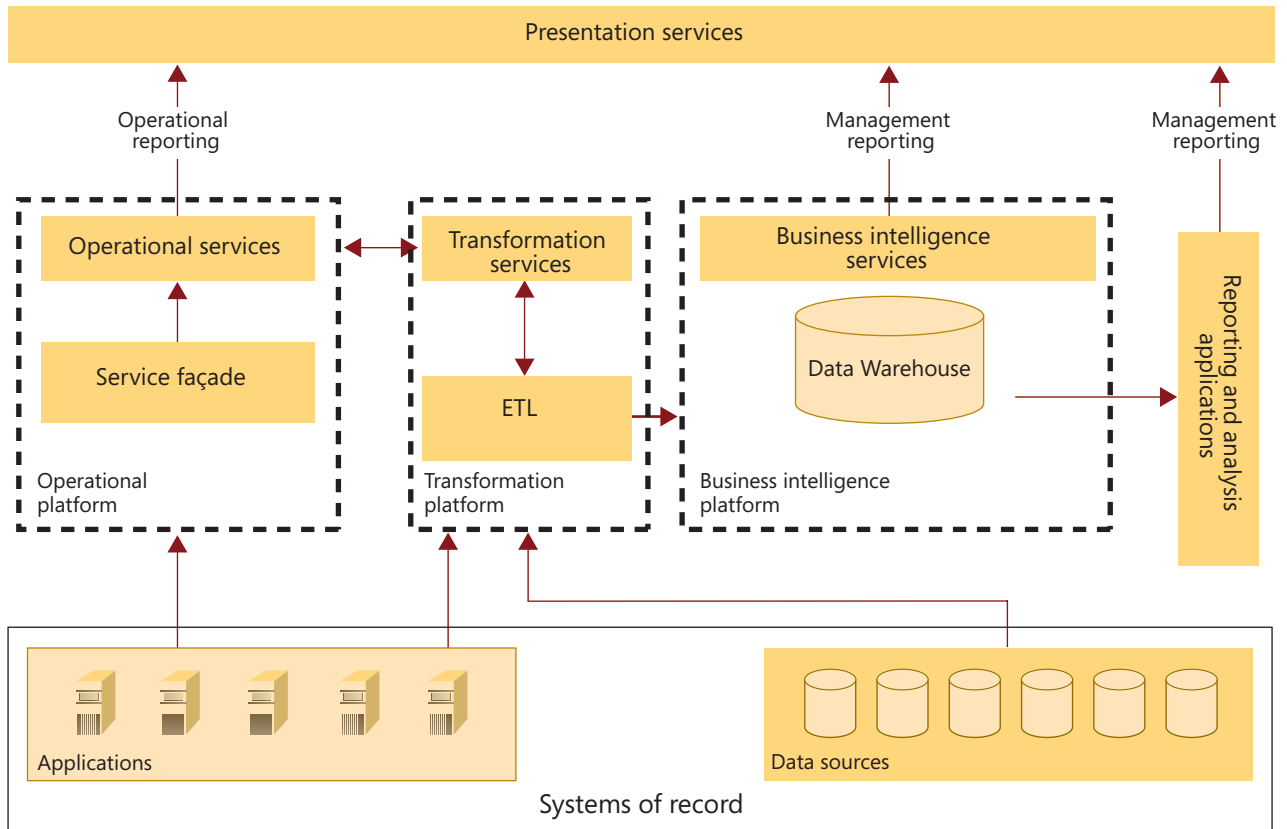 Presentation services
Operational
reporting
Management
reporting
Management
reporting
Operational services
Transformation
services
Business intelligence
services
Service façade
ETL
Data Warehouse
Reporting and analysis
applications
Operational
platform
Transformation
platform
Business intelligence
platform
Applications
Data sources
Systems of record